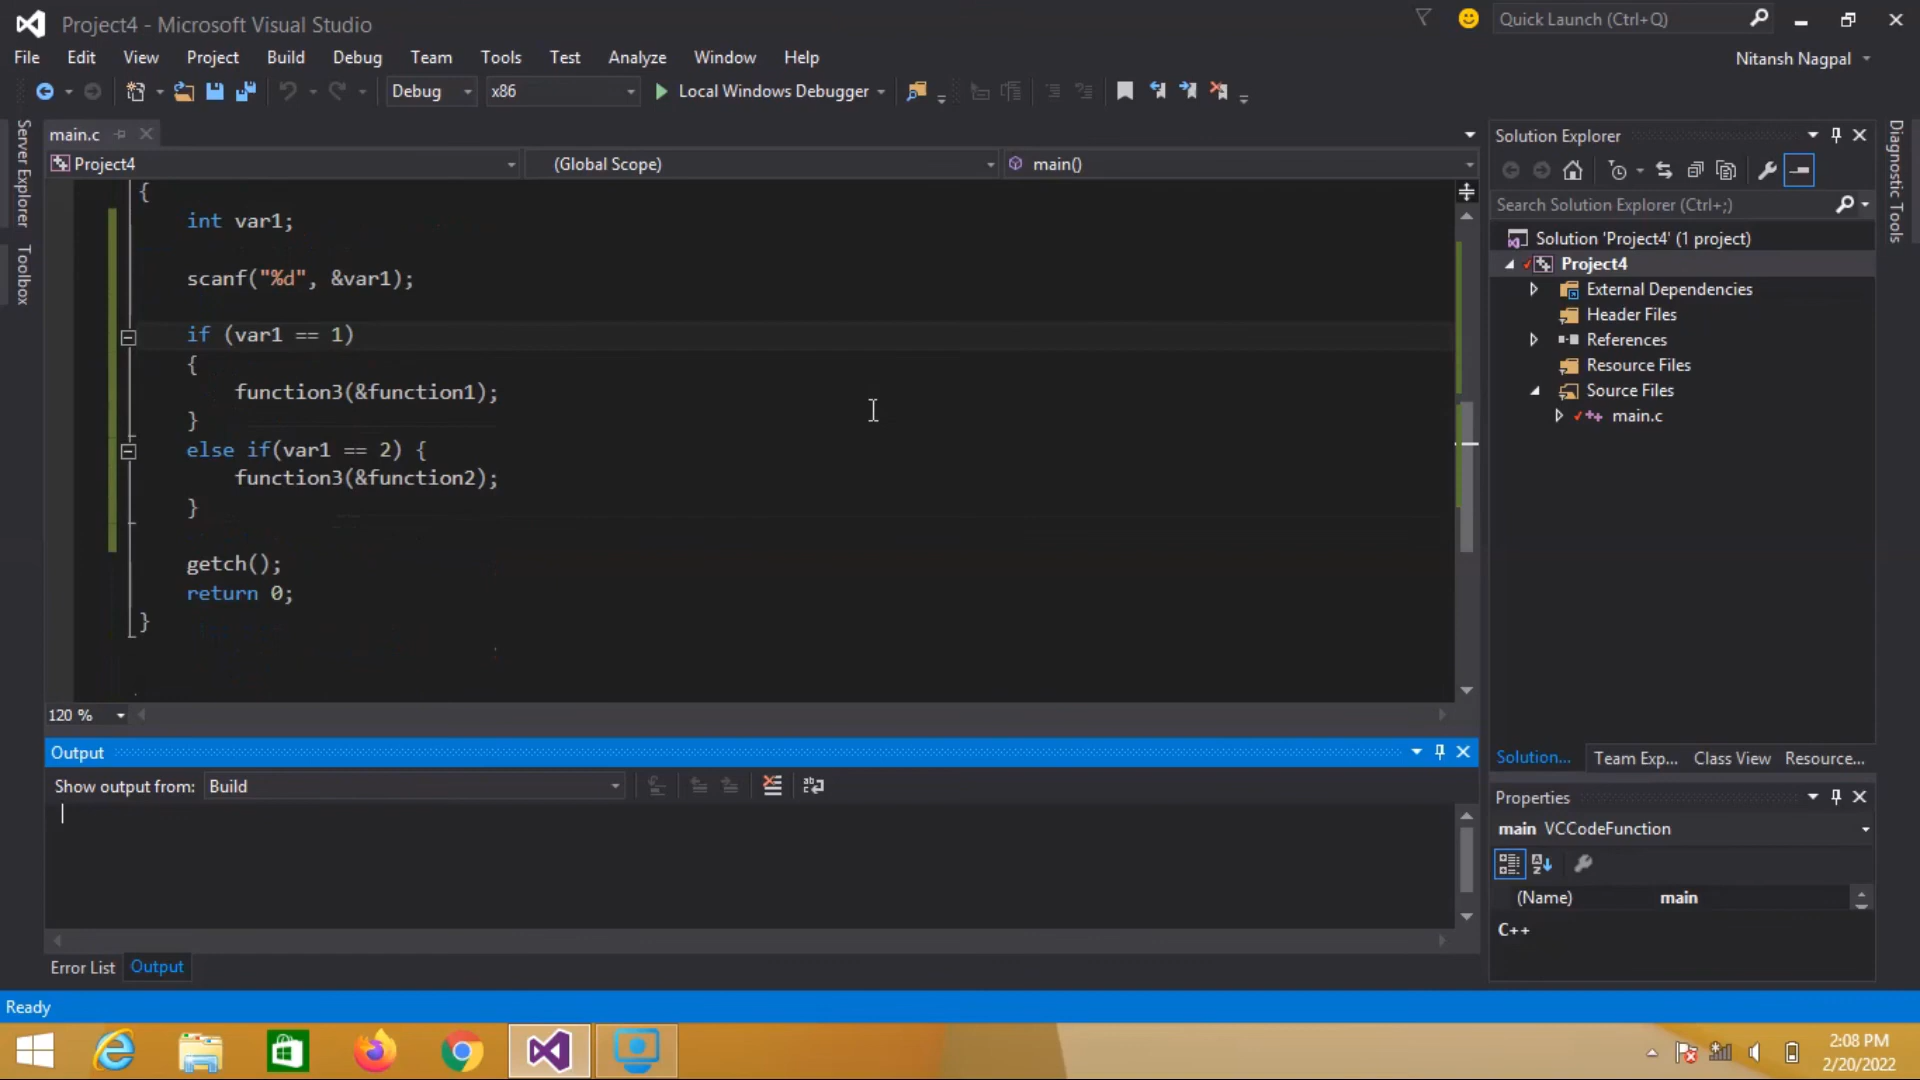 Project4 - Microsoft Visual Studio
Quick Launch (Ctrl+Q)
File Edit View Project Build Debug Team Tools Test Analyze Window Help
Nitansh Nagpal
Debug x86 Local Windows Debugger
Server Explorer
Toolbox
main.c
Project4 (Global Scope) main()
{
int var1;
scanf("%d", &var1);
if (var1 == 1)
{
function3(&function1);
}
else if(var1 == 2) {
function3(&function2);
}
getch();
return 0;
}
120 %
Output
Show output from: Build
Error List Output
Solution Explorer
Search Solution Explorer (Ctrl+;)
Solution 'Project4' (1 project)
Project4
External Dependencies
Header Files
References
Resource Files
Source Files
main.c
Solution... Team Exp... Class View Resource...
Properties
main VCCodeFunction
(Name) main
C++
Diagnostic Tools
Ready
2:08 PM
2/20/2022